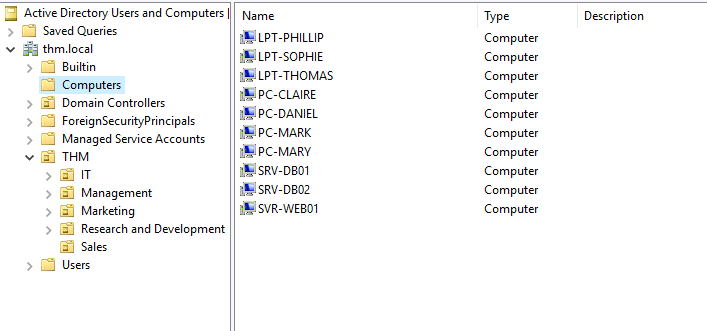 Active Directory Users and Computers |
Saved Queries
thm.local
Builtin
Computers
Domain Controllers
ForeignSecurityPrincipals
Managed Service Accounts
THM
IT
Management
Marketing
Research and Development
Sales
Users
Name Type Description
LPT-PHILLIP Computer
LPT-SOPHIE Computer
LPT-THOMAS Computer
PC-CLAIRE Computer
PC-DANIEL Computer
PC-MARK Computer
PC-MARY Computer
SRV-DB01 Computer
SRV-DB02 Computer
SVR-WEB01 Computer